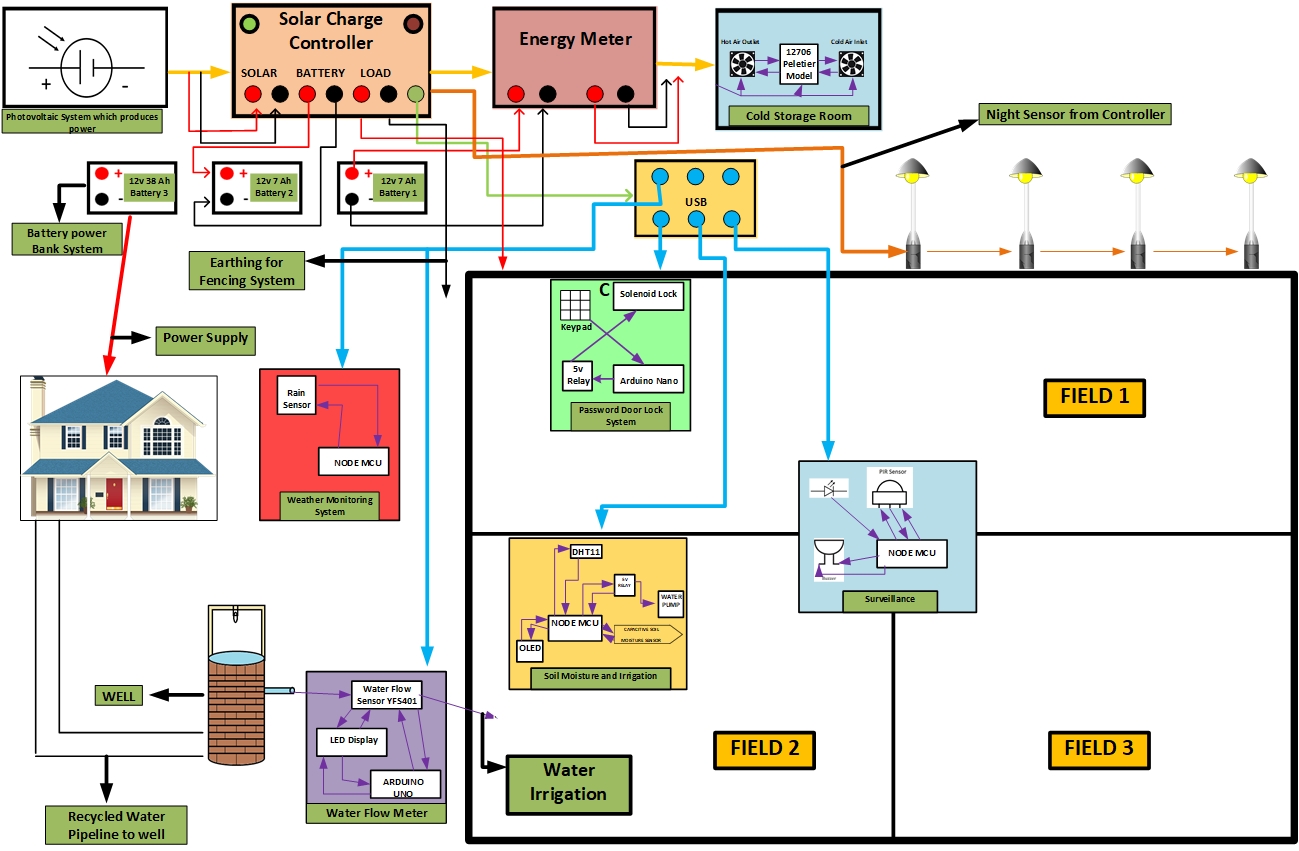 Solar Charge
Controller
SOLAR
BATTERY
LOAD
+
-
Photovoltaic System which produces
power
Energy Meter
Hot Air Outlet
Cold Air Inlet
12706
Peletier
Model
Cold Storage Room
Night Sensor from Controller
+
-
12v 38 Ah
Battery 3
+
-
12v 7 Ah
Battery 2
+
-
12v 7 Ah
Battery 1
USB
Battery power
Bank System
Earthing for
Fencing System
Power Supply
C
Solenoid Lock
Keypad
5v
Relay
Arduino Nano
Password Door Lock
System
FIELD 1
Rain
Sensor
NODE MCU
Weather Monitoring
System
PIR Sensor
NODE MCU
Surveillance
DHT11
5V
RELAY
WATER
PUMP
NODE MCU
CAPACITIVE SOIL
MOISTURE SENSOR
OLED
Soil Moisture and Irrigation
WELL
Water Flow
Sensor YFS401
LED Display
ARDUINO
UNO
Water Flow Meter
FIELD 2
FIELD 3
Water
Irrigation
Recycled Water
Pipeline to well